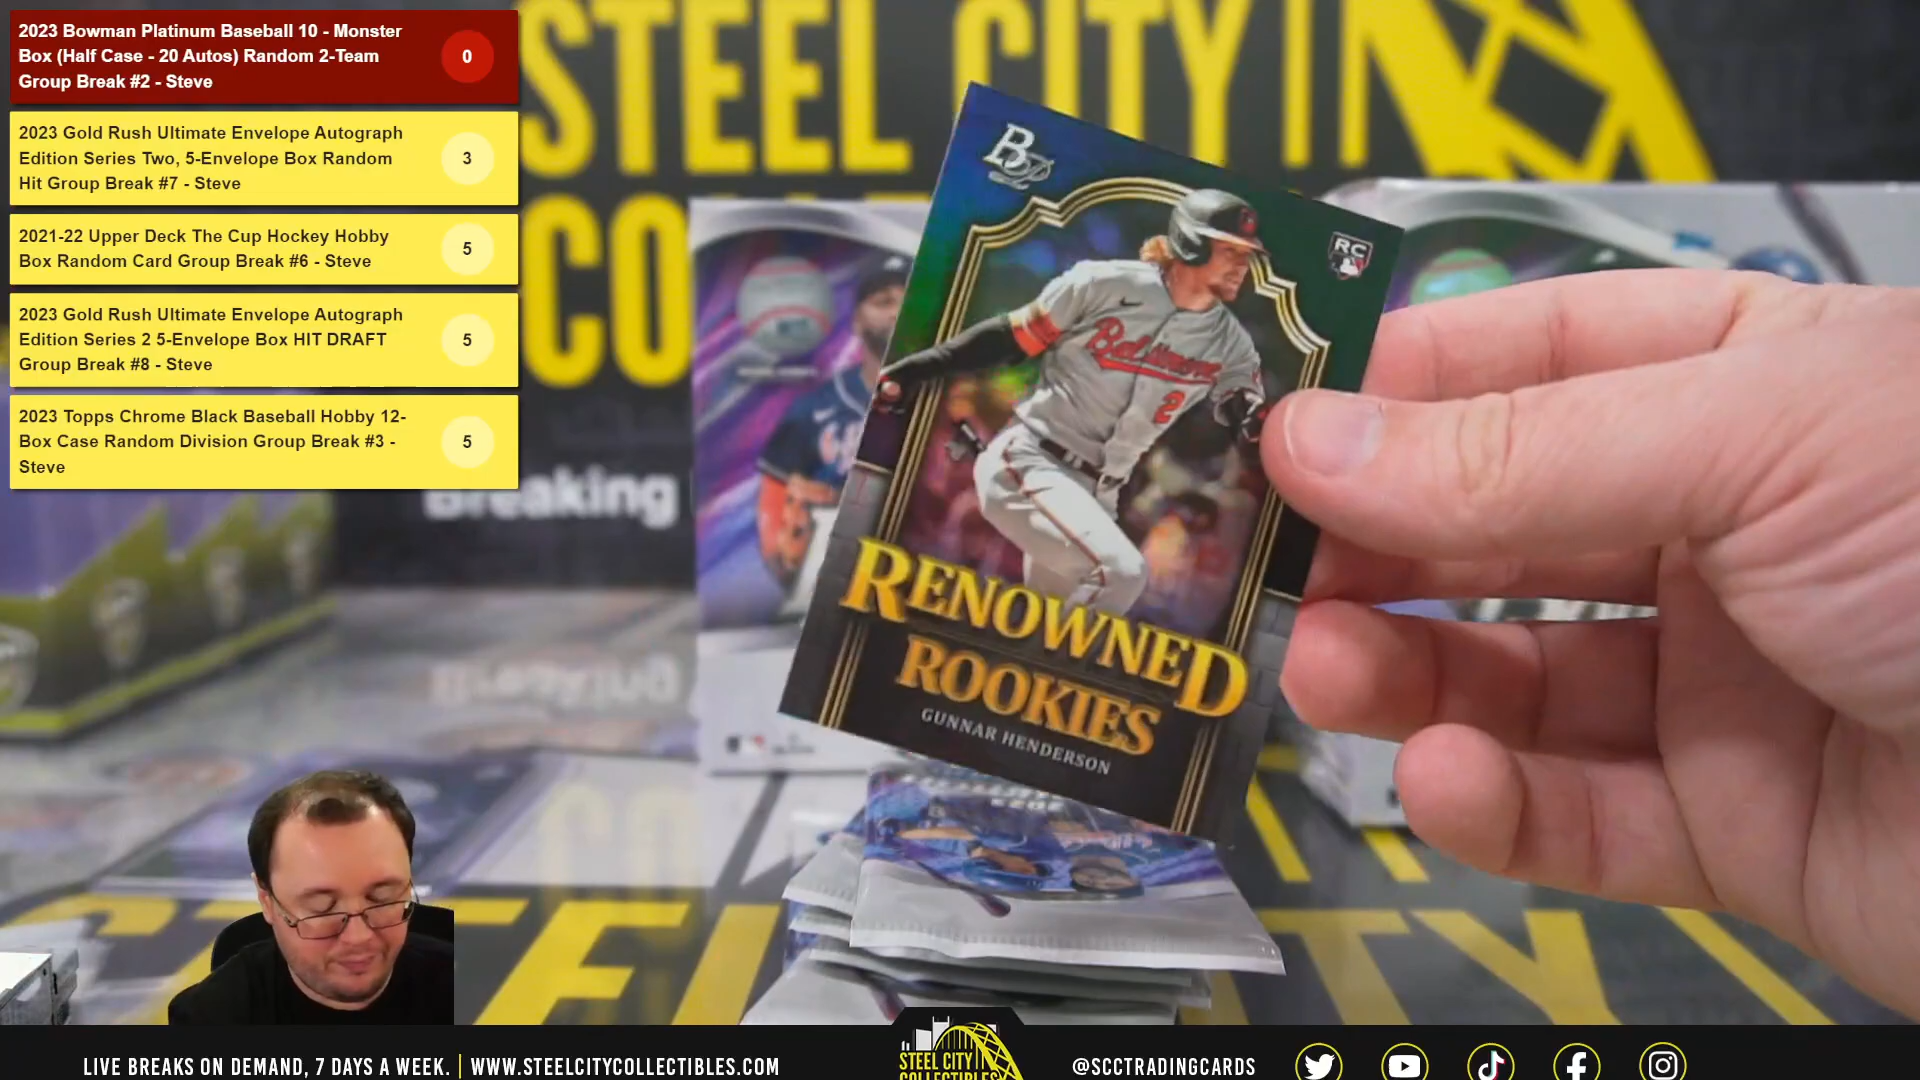 2023 Bowman Platinum Baseball 10 - Monster
Box (Half Case - 20 Autos) Random 2-Team
Group Break #2 - Steve
0
2023 Gold Rush Ultimate Envelope Autograph
Edition Series Two, 5-Envelope Box Random
Hit Group Break #7 - Steve
3
2021-22 Upper Deck The Cup Hockey Hobby
Box Random Card Group Break #6 - Steve
5
2023 Gold Rush Ultimate Envelope Autograph
Edition Series 2 5-Envelope Box HIT DRAFT
Group Break #8 - Steve
5
2023 Topps Chrome Black Baseball Hobby 12-
Box Case Random Division Group Break #3 -
Steve
5
STEEL CITY
CO
Breaking
RC
Baltimore
2
RENOWNED
ROOKIES
GUNNAR HENDERSON
LIVE BREAKS ON DEMAND, 7 DAYS A WEEK. | WWW.STEELCITYCOLLECTIBLES.COM
STEEL CITY
COLLECTIBLES
@SCCTRADINGCARDS